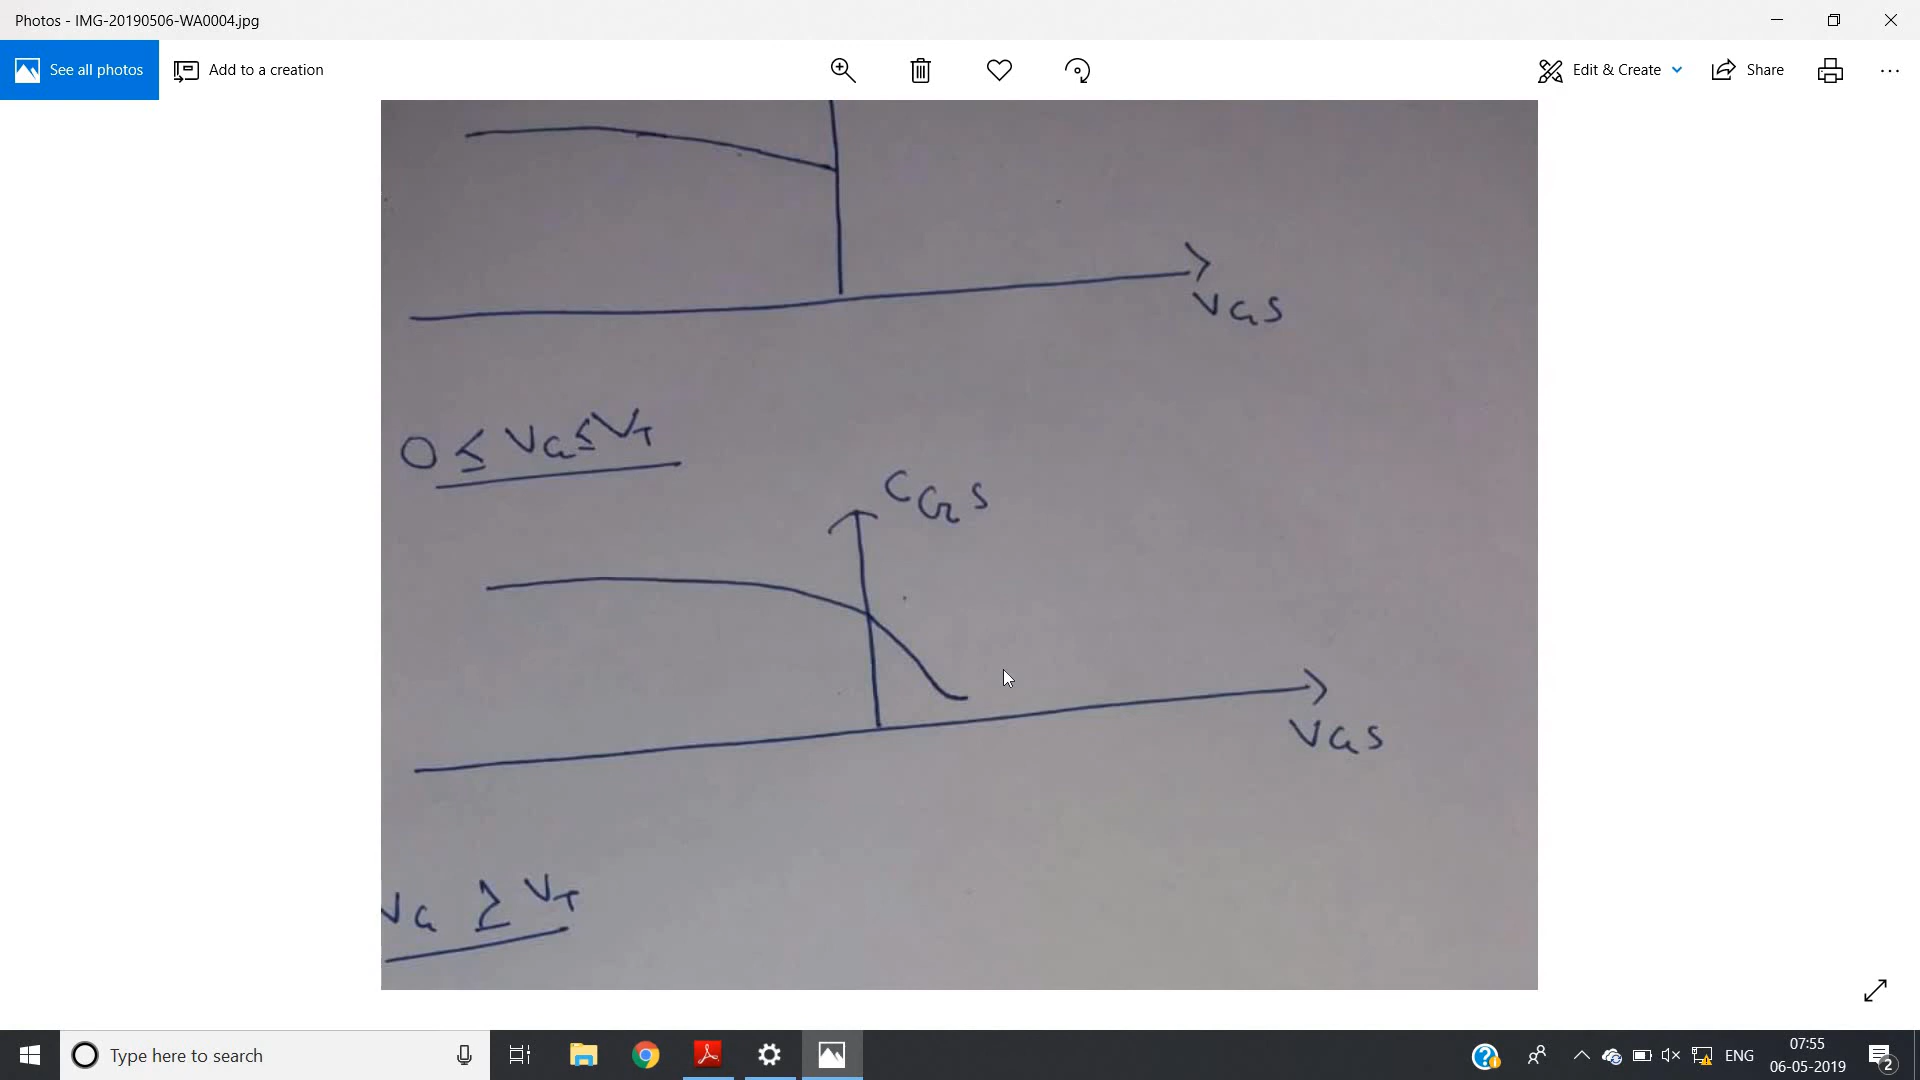 Photos - IMG-20190506-WA0004.jpg
See all photos
Add to a creation
Edit & Create
Share
VGS
0 ≤ VG ≤ VT
CGS
VGS
VG ≥ VT
Type here to search
ENG
07:55
06-05-2019
2